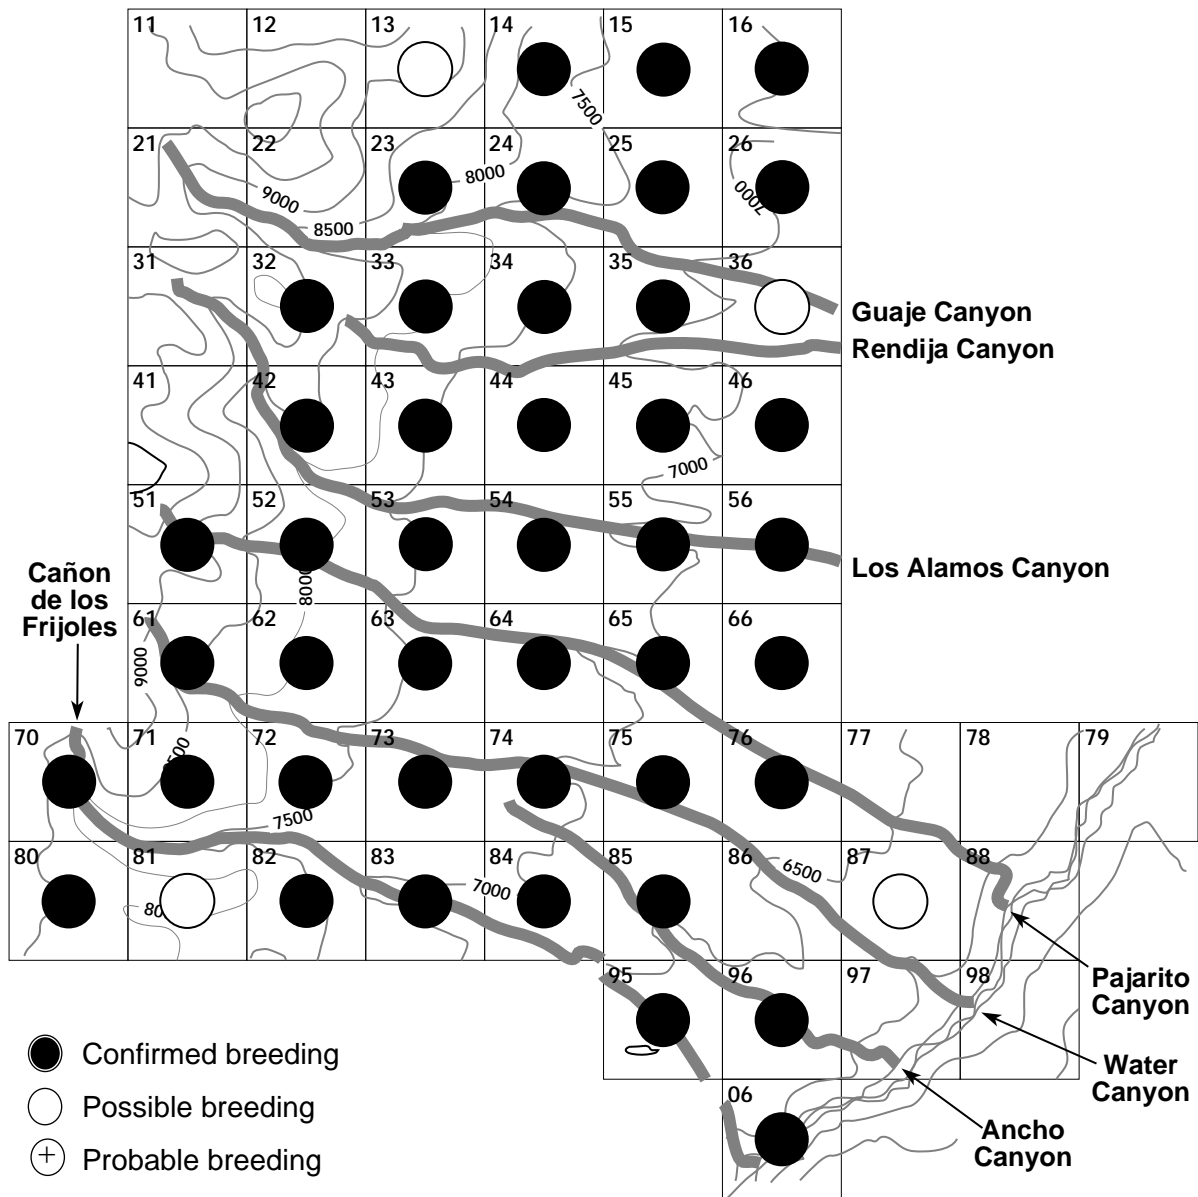 11 12 13 14 15 16
7500
21 22 23 24 25 26
8000
9000
7000
8500
31 32 33 34 35 36
Guaje Canyon
Rendija Canyon
41 42 43 44 45 46
7000
51 52 53 54 55 56
Los Alamos Canyon
Cañon
de los
Frijoles
8000
61 62 63 64 65 66
9000
70 71 72 73 74 75 76 77 78 79
500
7500
80 81 82 83 84 85 86 87 88
6500
7000
80
95 96 97 98
Pajarito
Canyon
Water
Canyon
06
Ancho
Canyon
Confirmed breeding
Possible breeding
+ Probable breeding